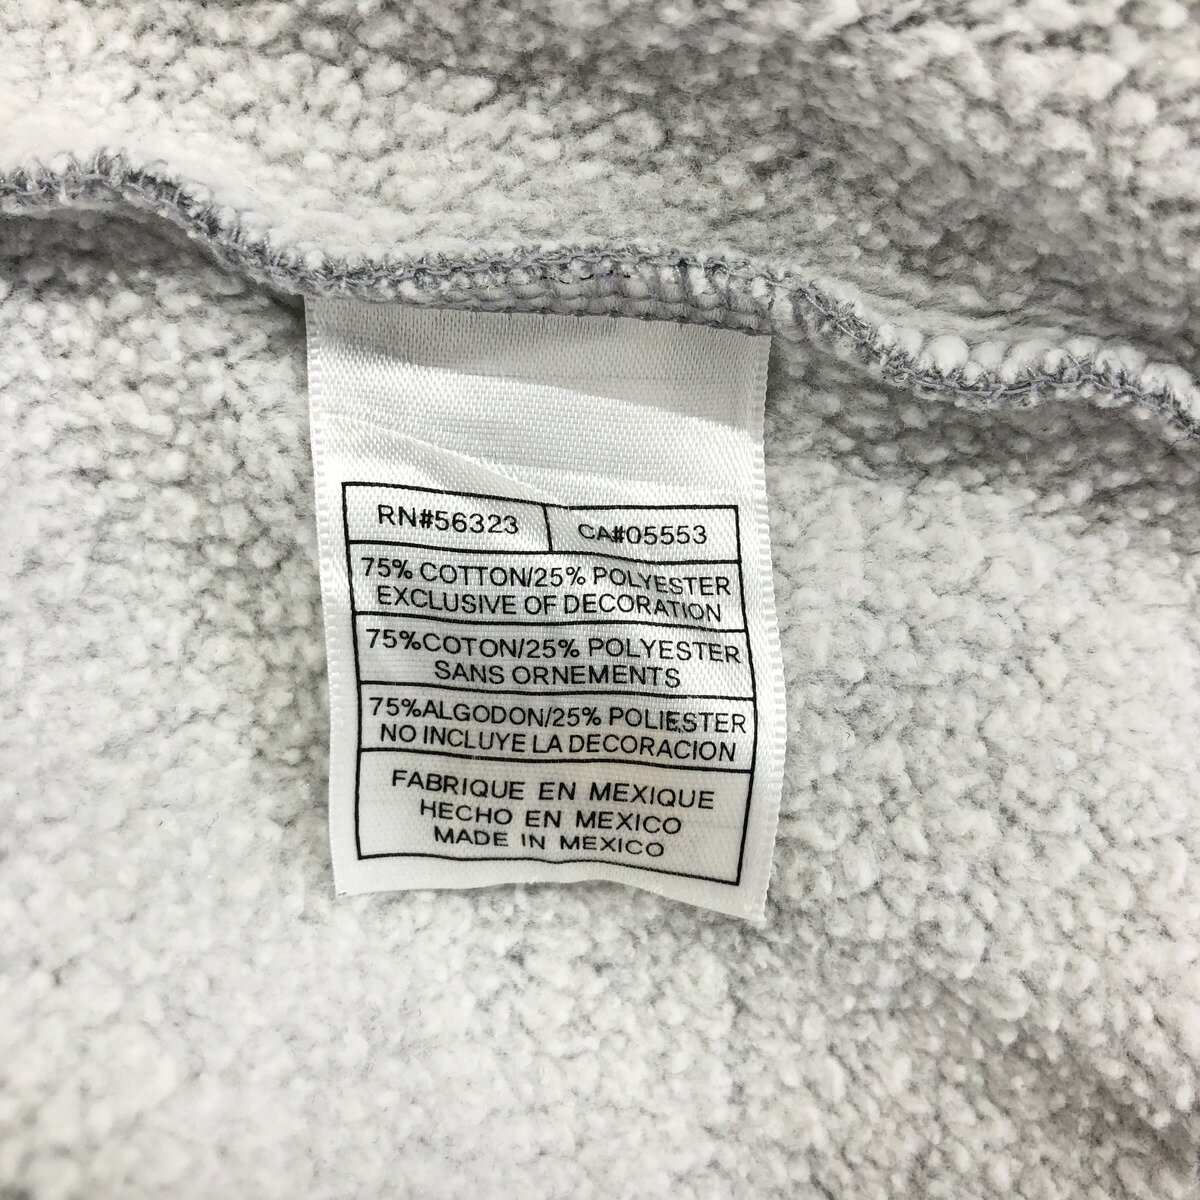 RN#56323 CA#05553
75% COTTON/25% POLYESTER
EXCLUSIVE OF DECORATION
75%COTON/25% POLYESTER
SANS ORNEMENTS
75%ALGODON/25% POLIESTER
NO INCLUYE LA DECORACION
FABRIQUE EN MEXIQUE
HECHO EN MEXICO
MADE IN MEXICO